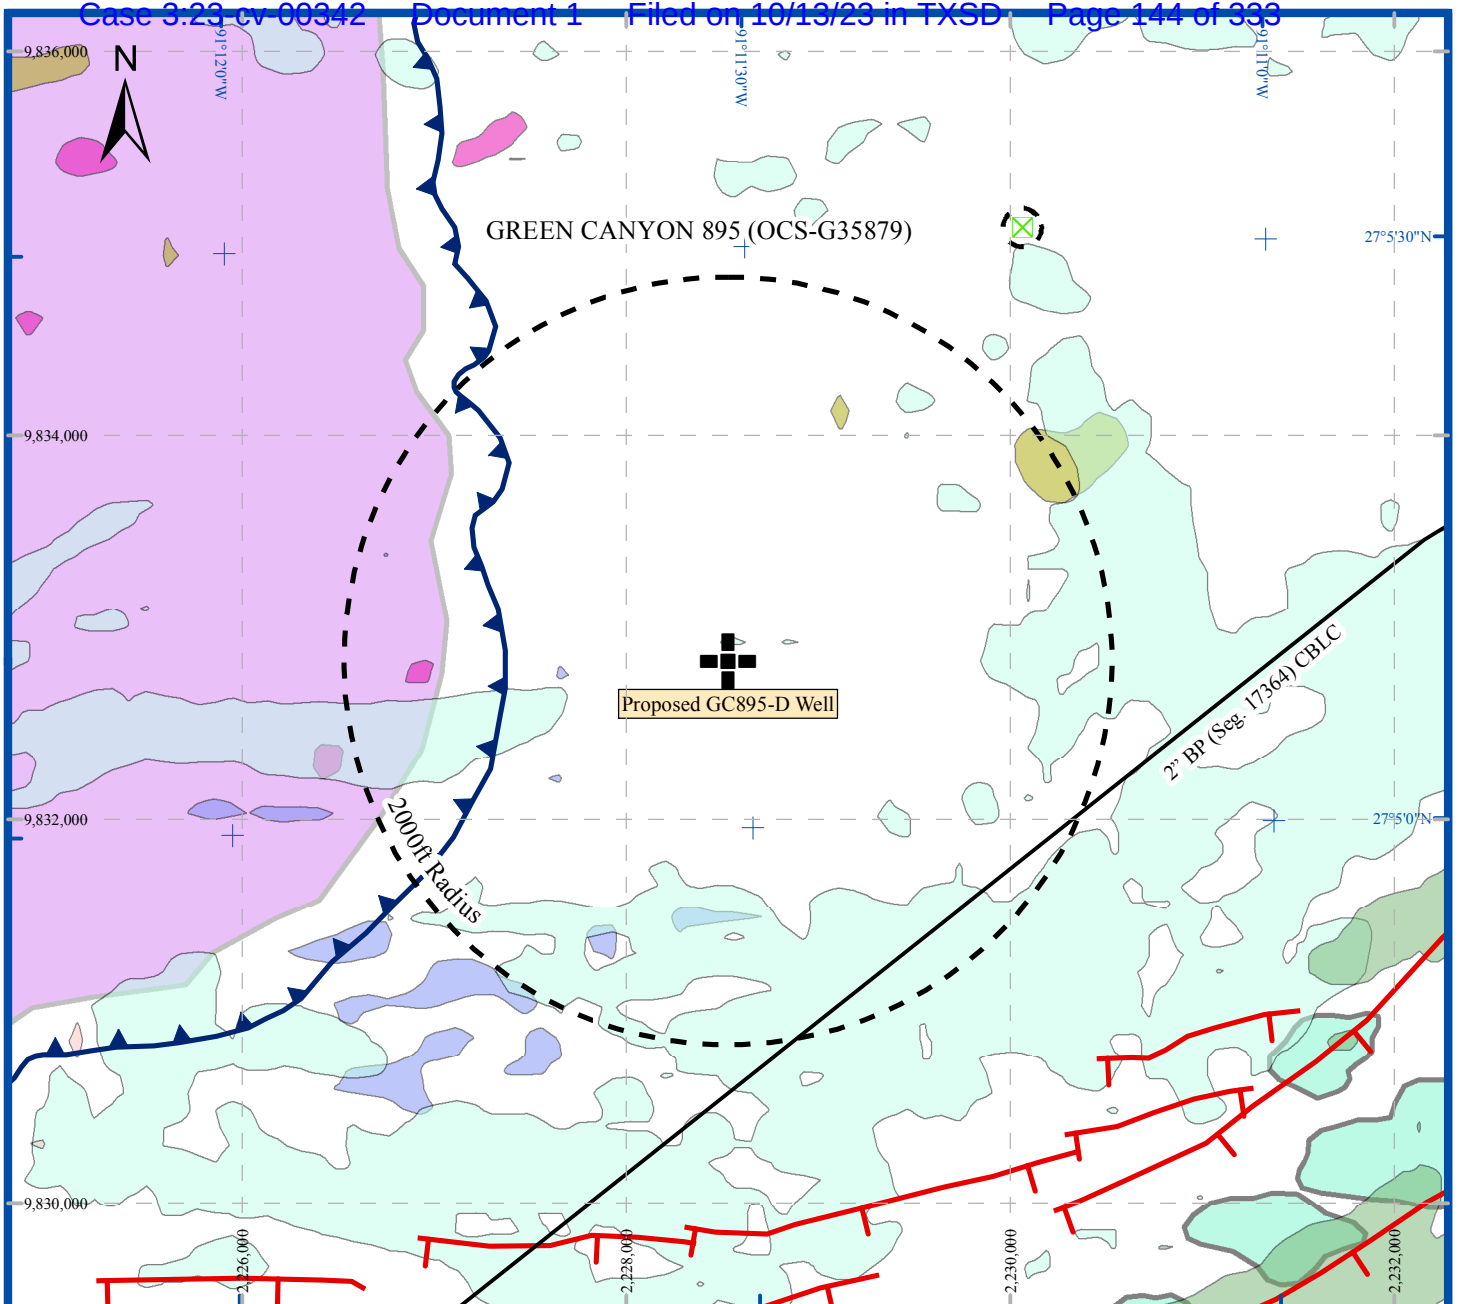 Case 3:23-cv-00342 Document 1 Filed on 10/13/23 in TXSD Page 144 of 333
91°12'0"W
91°11'30"W
91°11'0"W
9,836,000
N
GREEN CANYON 895 (OCS-G35879)
27°5'30"N
9,834,000
2" BP (Seg. 17364) CBLC
Proposed GC895-D Well
2000ft Radius
9,832,000
27°5'0"N
9,830,000
2,226,000
2,228,000
2,230,000
2,232,000